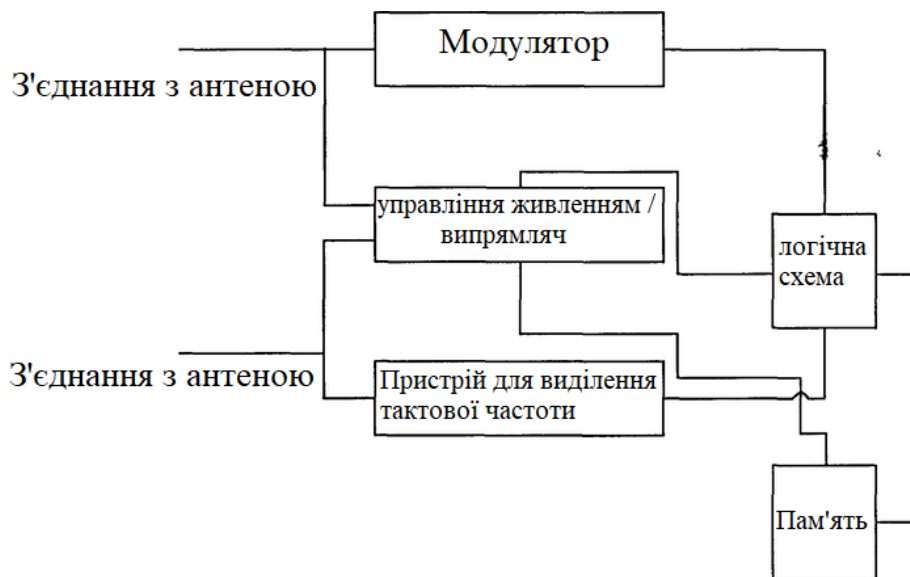 Модулятор
З'єднання з антеною
управління живленням /
випрямляч
логічна
схема
З'єднання з антеною
Пристрій для виділення
тактової частоти
Пам'ять